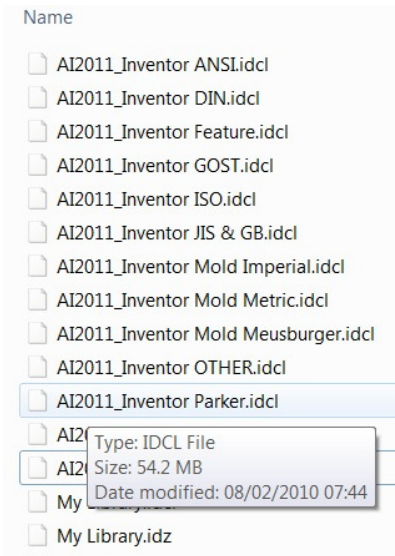 Name
AI2011_Inventor ANSI.idcl
AI2011_Inventor DIN.idcl
AI2011_Inventor Feature.idcl
AI2011_Inventor GOST.idcl
AI2011_Inventor ISO.idcl
AI2011_Inventor JIS & GB.idcl
AI2011_Inventor Mold Imperial.idcl
AI2011_Inventor Mold Metric.idcl
AI2011_Inventor Mold Meusburger.idcl
AI2011_Inventor OTHER.idcl
AI2011_Inventor Parker.idcl
Type: IDCL File
Size: 54.2 MB
Date modified: 08/02/2010 07:44
My
My Library.idz